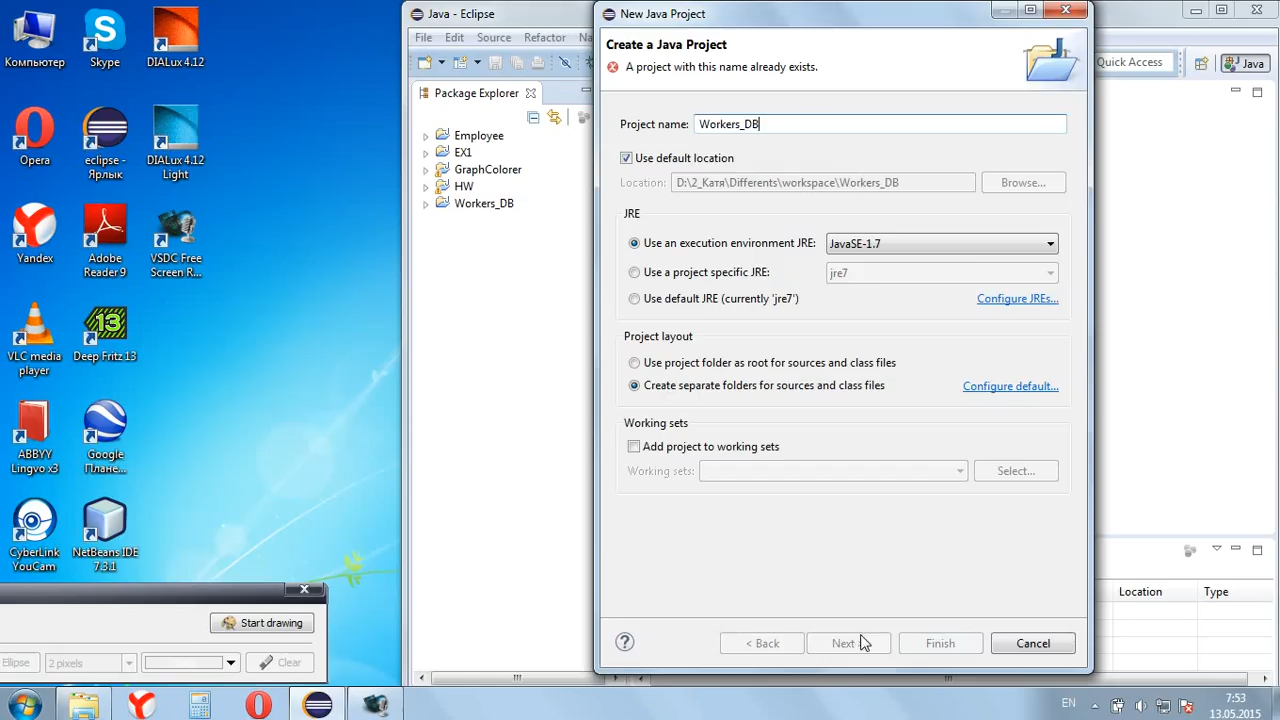 Компьютер
Skype
DIALux 4.12
Opera
eclipse -
Ярлык
DIALux 4.12
Light
Yandex
Adobe
Reader 9
VSDC Free
Screen R...
VLC media
player
Deep Fritz 13
ABBYY
Lingvo x3
Google
Плане...
CyberLink
YouCam
NetBeans IDE
7.3.1
Start drawing
Ellipse
2 pixels
Clear
Java - Eclipse
File Edit Source Refactor Na
Quick Access
Java
Package Explorer
Employee
EX1
GraphColorer
HW
Workers_DB
Location
Type
New Java Project
Create a Java Project
A project with this name already exists.
Project name: Workers_DB
Use default location
Location: D:\2_Катя\Differents\workspace\Workers_DB Browse...
JRE
Use an execution environment JRE: JavaSE-1.7
Use a project specific JRE: jre7
Use default JRE (currently 'jre7') Configure JREs...
Project layout
Use project folder as root for sources and class files
Create separate folders for sources and class files Configure default...
Working sets
Add project to working sets
Working sets: Select...
? < Back Next Finish Cancel
EN
7:53
13.05.2015